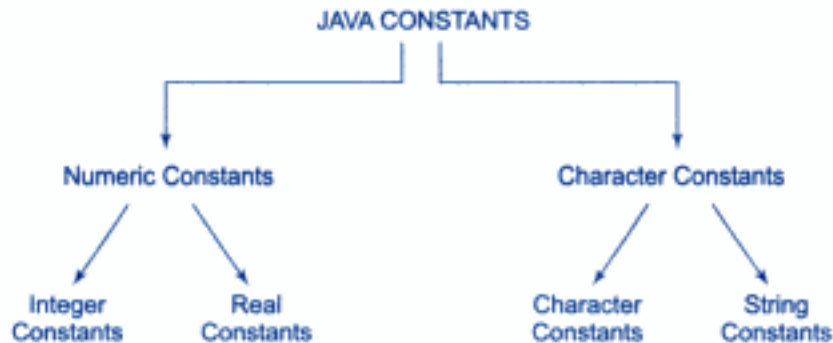 JAVA CONSTANTS
Numeric Constants
Character Constants
Integer
Constants
Real
Constants
Character
Constants
String
Constants